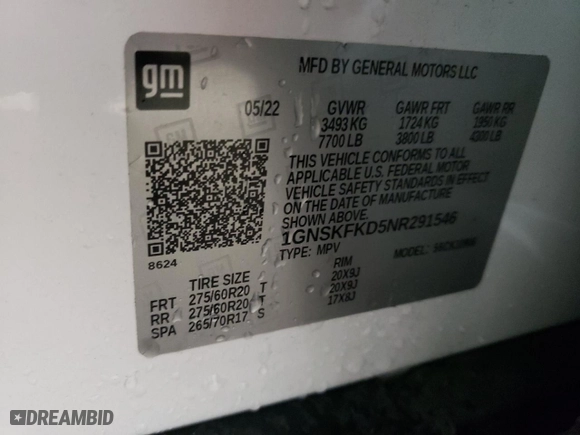 gm
MFD BY GENERAL MOTORS LLC
05/22 GVWR GAWR FRT GAWR RR
3493 KG 1724 KG 1950 KG
7700 LB 3800 LB 4300 LB
THIS VEHICLE CONFORMS TO ALL
APPLICABLE U.S. FEDERAL MOTOR
VEHICLE SAFETY STANDARDS IN EFFECT
ON THE DATE OF MANUFACTURE
SHOWN ABOVE.
1GNSKFKD5NR291546
TYPE: MPV MODEL:
8624
TIRE SIZE RIM
FRT 275/60R20 T 20X9J
RR 275/60R20 T 20X9J
SPA 265/70R17 S 17X8J
DREAMBID